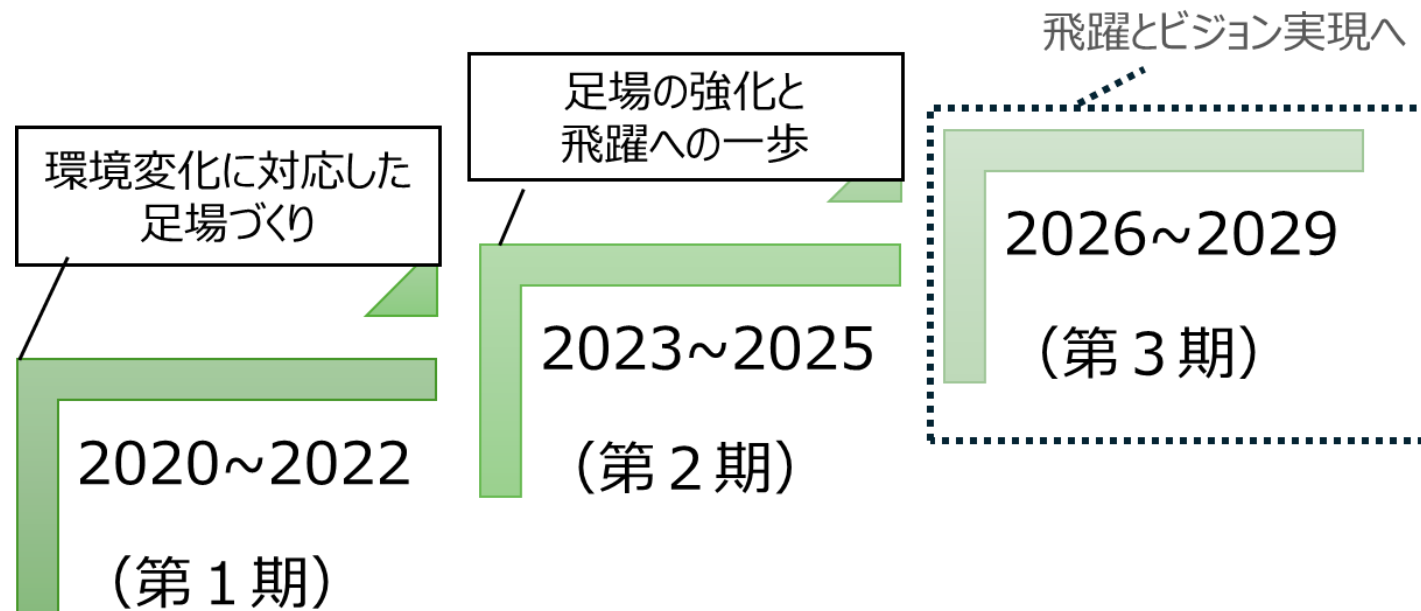 環境変化に対応した
足場づくり
2020~2022
（第１期）
足場の強化と
飛躍への一歩
2023~2025
（第２期）
飛躍とビジョン実現へ
2026~2029
（第３期）